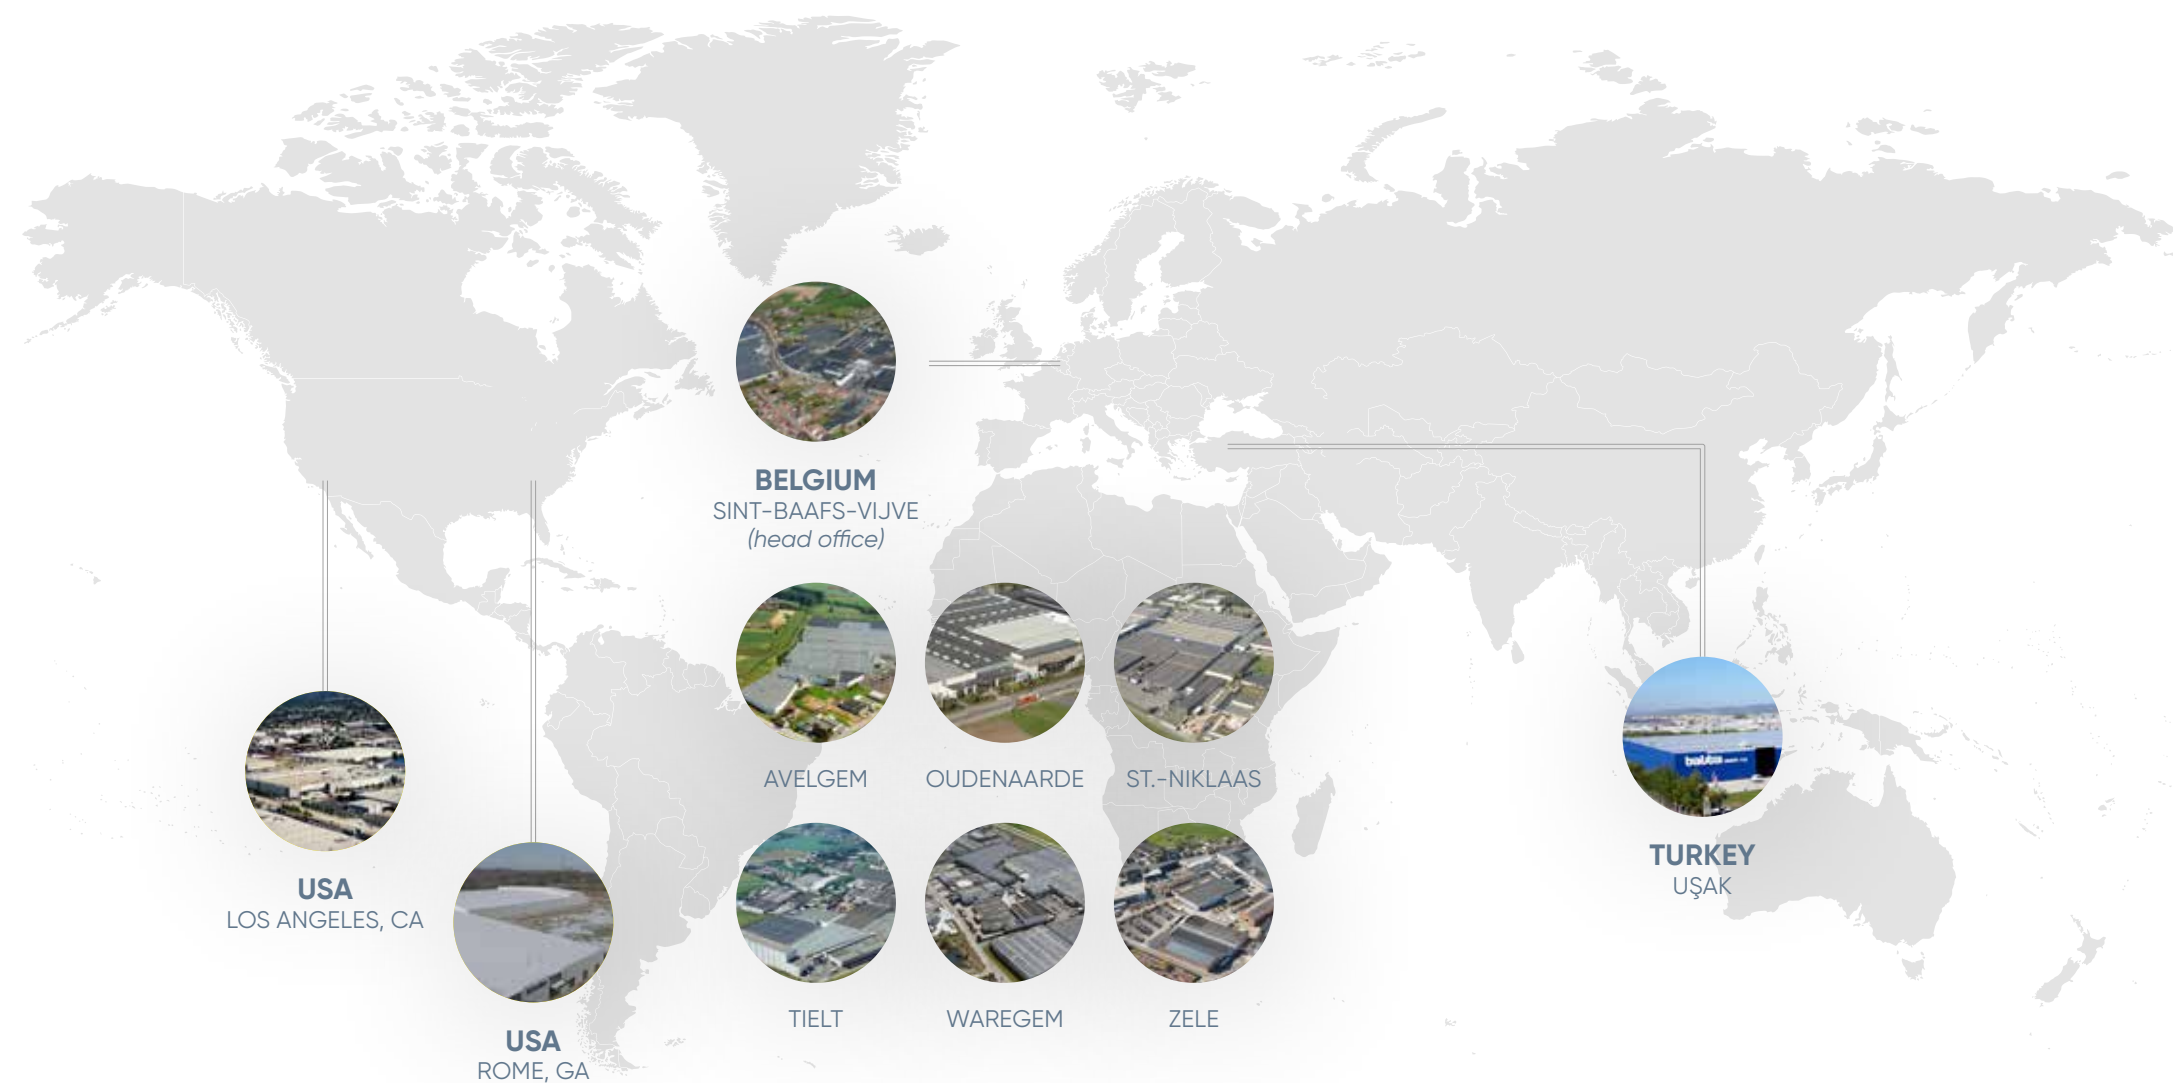 BELGIUM
SINT-BAAFS-VIJVE
(head office)
AVELGEM
OUDENAARDE
ST.-NIKLAAS
TIELT
WAREGEM
ZELE
USA
LOS ANGELES, CA
USA
ROME, GA
TURKEY
UŞAK
balta